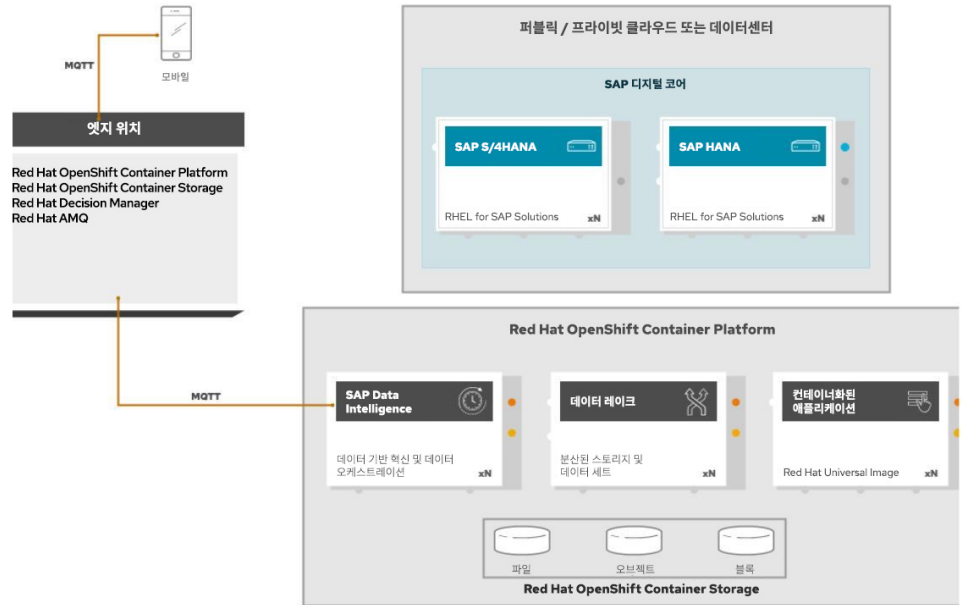 퍼블릭 / 프라이빗 클라우드 또는 데이터센터
MQTT
모바일
SAP 디지털 코어
엣지 위치
SAP S/4HANA
SAP HANA
Red Hat OpenShift Container Platform
Red Hat OpenShift Container Storage
Red Hat Decision Manager
Red Hat AMQ
RHEL for SAP Solutions
xN
RHEL for SAP Solutions
xN
Red Hat OpenShift Container Platform
MQTT
SAP Data
Intelligence
데이터 기반 혁신 및 데이터
오케스트레이션
xN
데이터 레이크
분산된 스토리지 및
데이터 세트
xN
컨테이너화된
애플리케이션
Red Hat Universal Image
xN
파일
오브젝트
블록
Red Hat OpenShift Container Storage